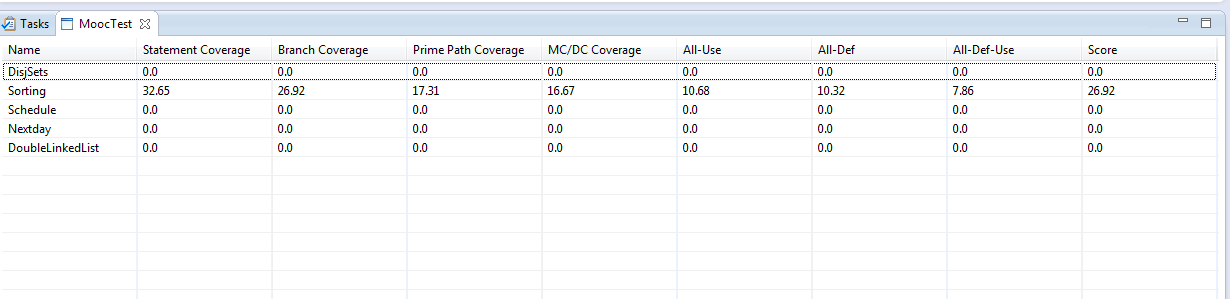 Tasks MoocTest
Name Statement Coverage Branch Coverage Prime Path Coverage MC/DC Coverage All-Use All-Def All-Def-Use Score
DisjSets 0.0 0.0 0.0 0.0 0.0 0.0 0.0 0.0
Sorting 32.65 26.92 17.31 16.67 10.68 10.32 7.86 26.92
Schedule 0.0 0.0 0.0 0.0 0.0 0.0 0.0 0.0
Nextday 0.0 0.0 0.0 0.0 0.0 0.0 0.0 0.0
DoubleLinkedList 0.0 0.0 0.0 0.0 0.0 0.0 0.0 0.0